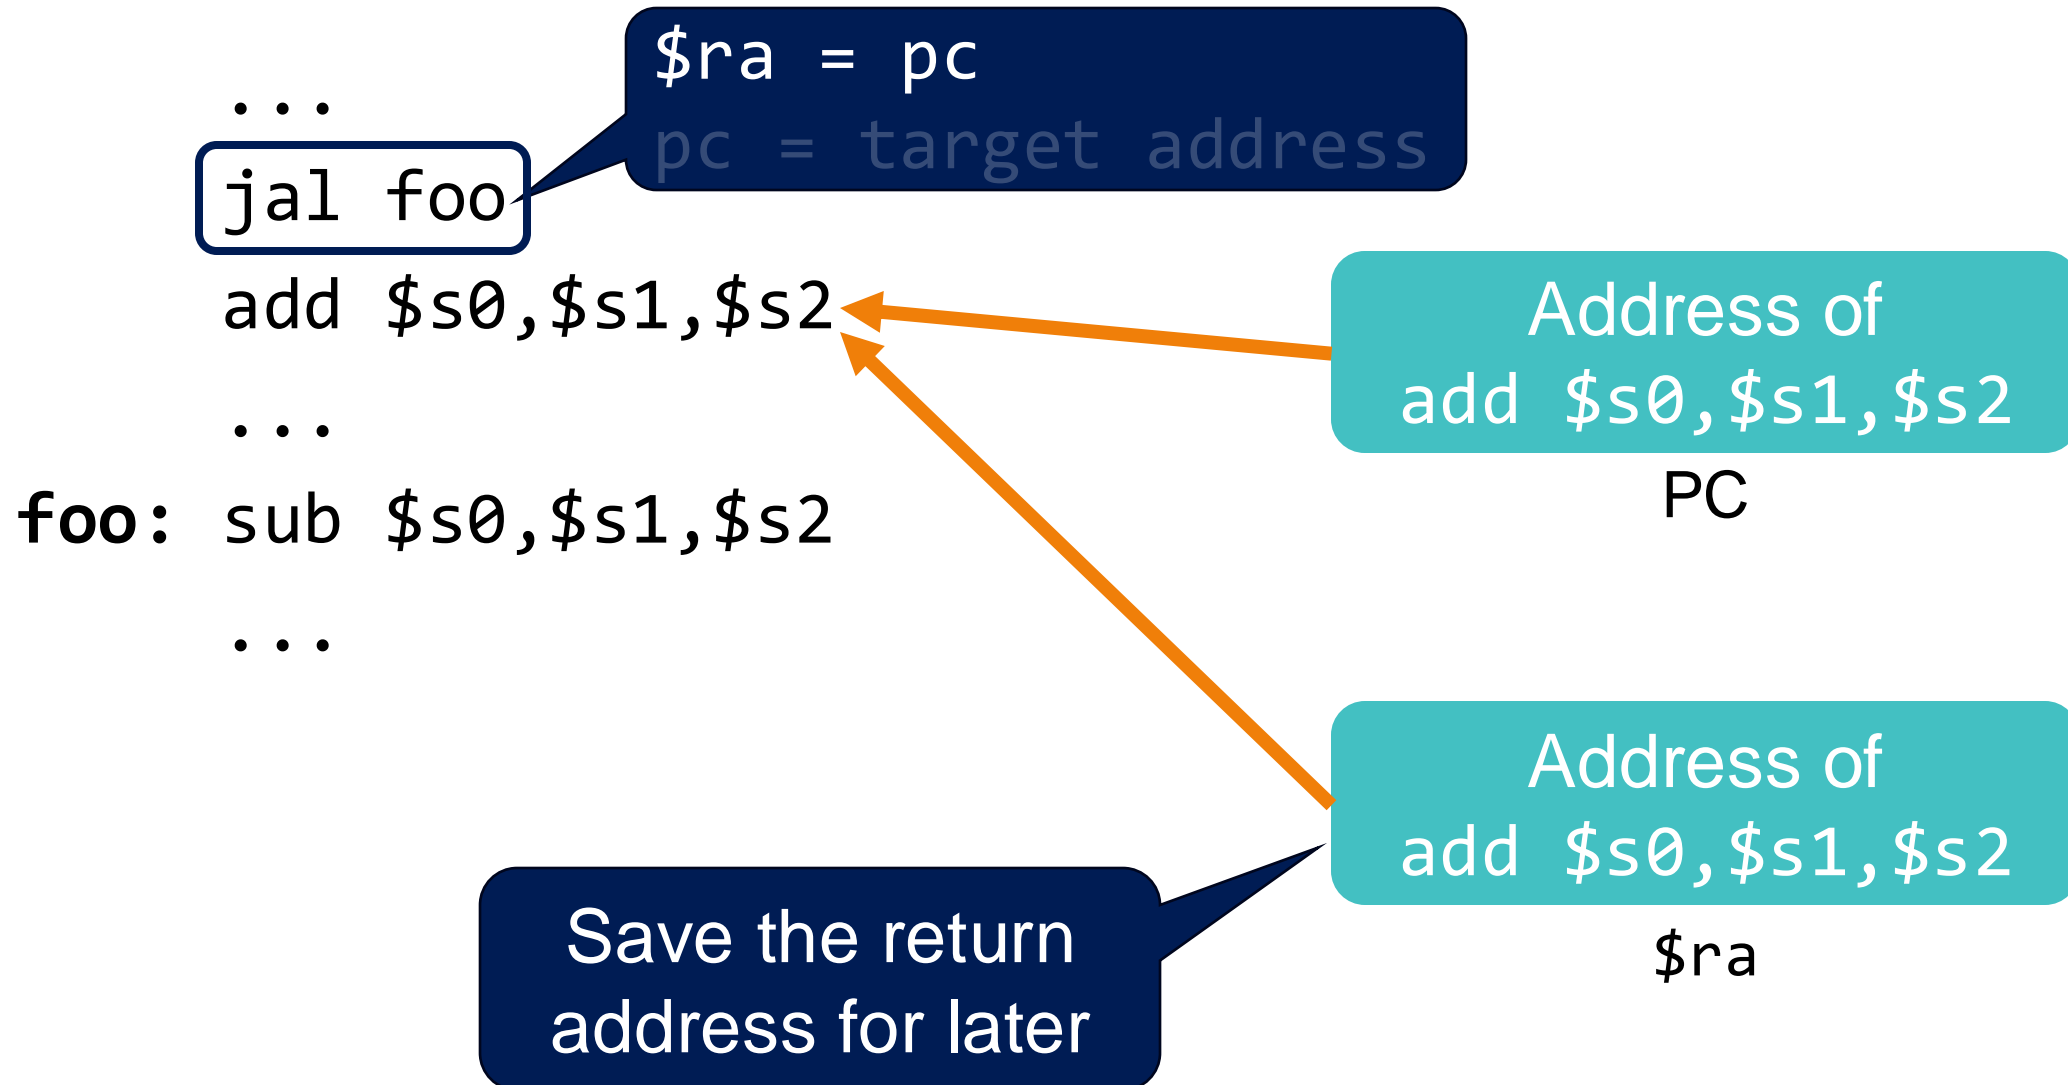 $ra = pc
pc = target address
...
jal foo
add $s0,$s1,$s2
...
foo: sub $s0,$s1,$s2
...
Address of
add $s0,$s1,$s2
PC
Address of
add $s0,$s1,$s2
$ra
Save the return
address for later